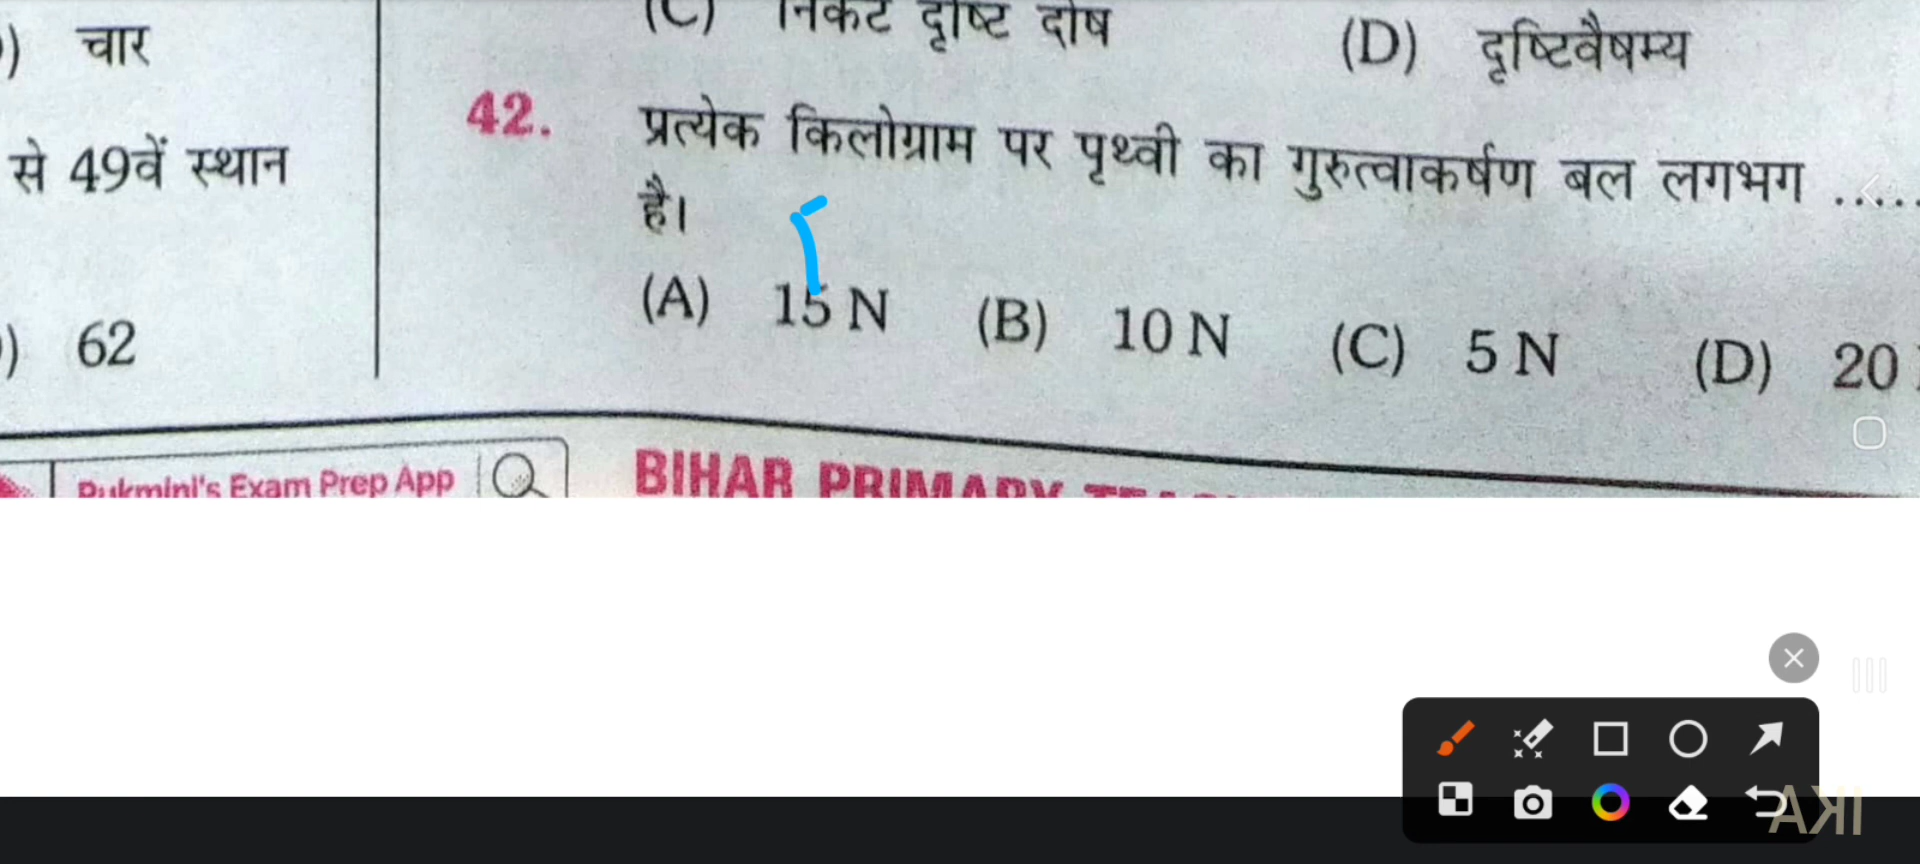 ) चार
से 49वें स्थान
) 62
(C) निकट दृष्टि दोष
(D) दृष्टिवैषम्य
42. प्रत्येक किलोग्राम पर पृथ्वी का गुरुत्वाकर्षण बल लगभग .....
है।
(A) 15 N (B) 10 N (C) 5 N (D) 20
Rukmini's Exam Prep App
BIHAR PRIMARY